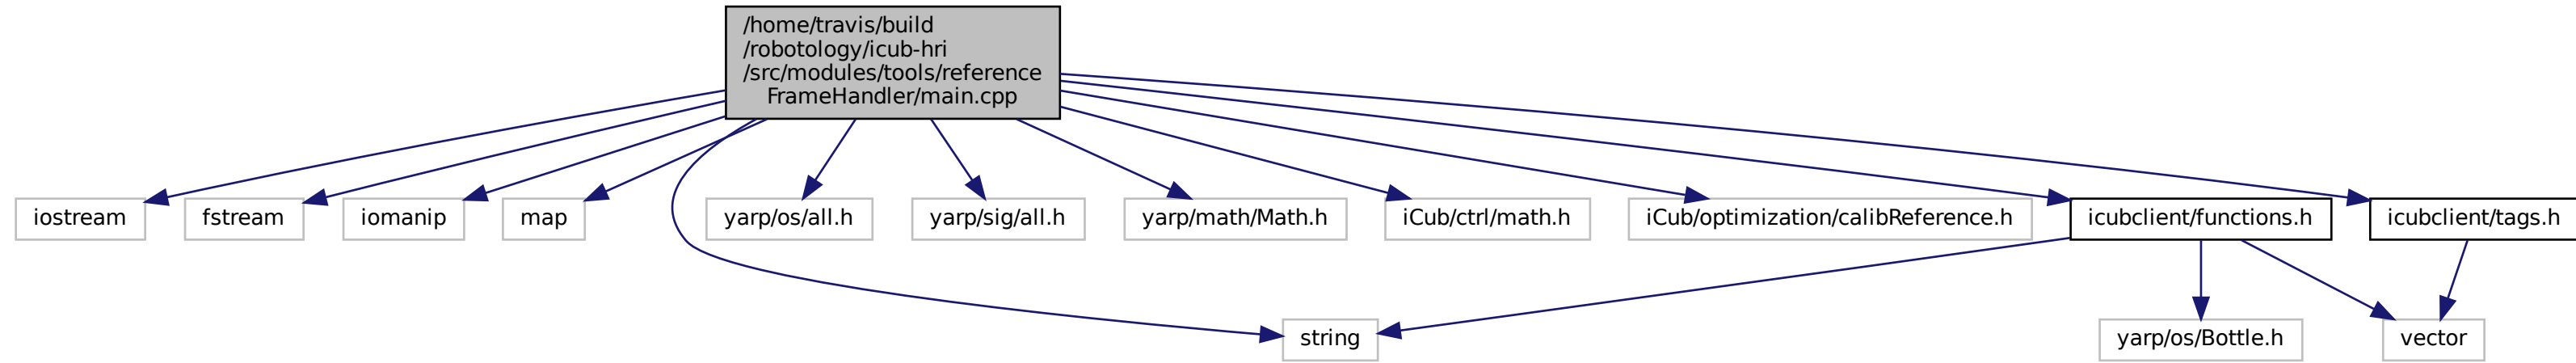 /home/travis/build
/robotology/icub-hri
/src/modules/tools/reference
FrameHandler/main.cpp
iostream
fstream
iomanip
map
yarp/os/all.h
yarp/sig/all.h
yarp/math/Math.h
iCub/ctrl/math.h
iCub/optimization/calibReference.h
icubclient/functions.h
icubclient/tags.h
string
yarp/os/Bottle.h
vector